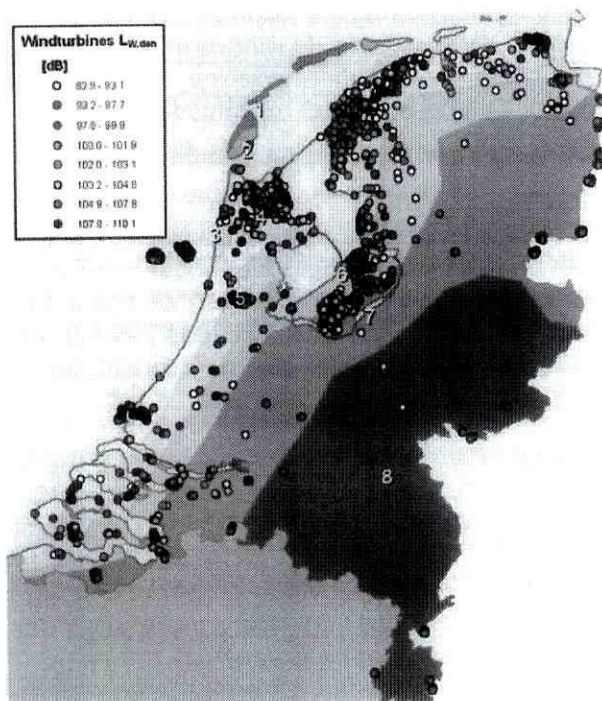 Windturbines L W,den
[dB]
82.9 - 93.1
93.2 - 97.7
97.8 - 99.9
100.0 - 101.9
102.0 - 103.1
103.2 - 104.8
104.9 - 107.8
107.9 - 110.1
1
2
3
4
5
6
7
8